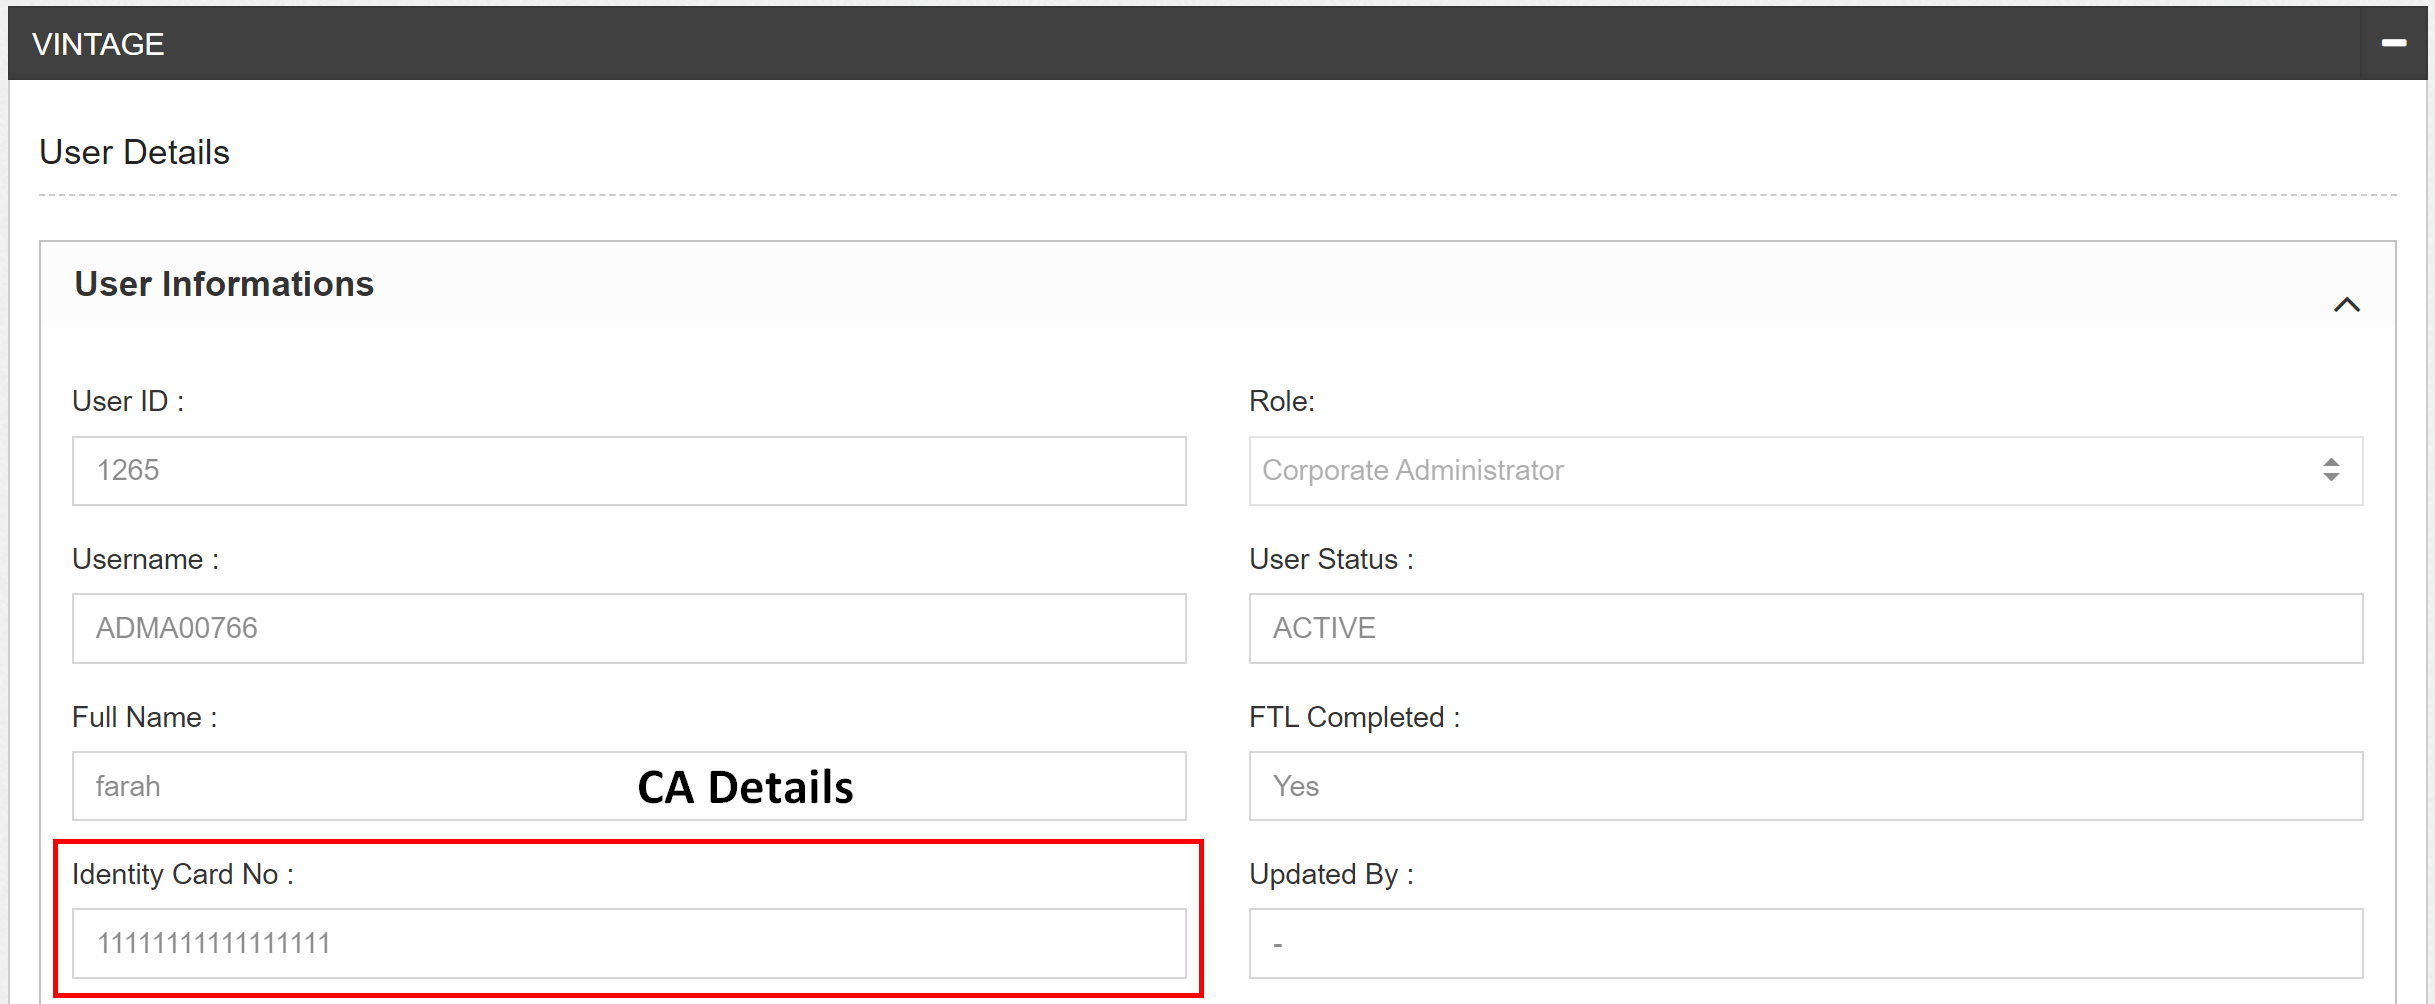 VINTAGE
User Details
User Informations
User ID :
Role:
1265
Corporate Administrator
Username :
User Status :
ADMA00766
ACTIVE
Full Name :
FTL Completed :
farah
CA Details
Yes
Identity Card No :
Updated By :
11111111111111111
-